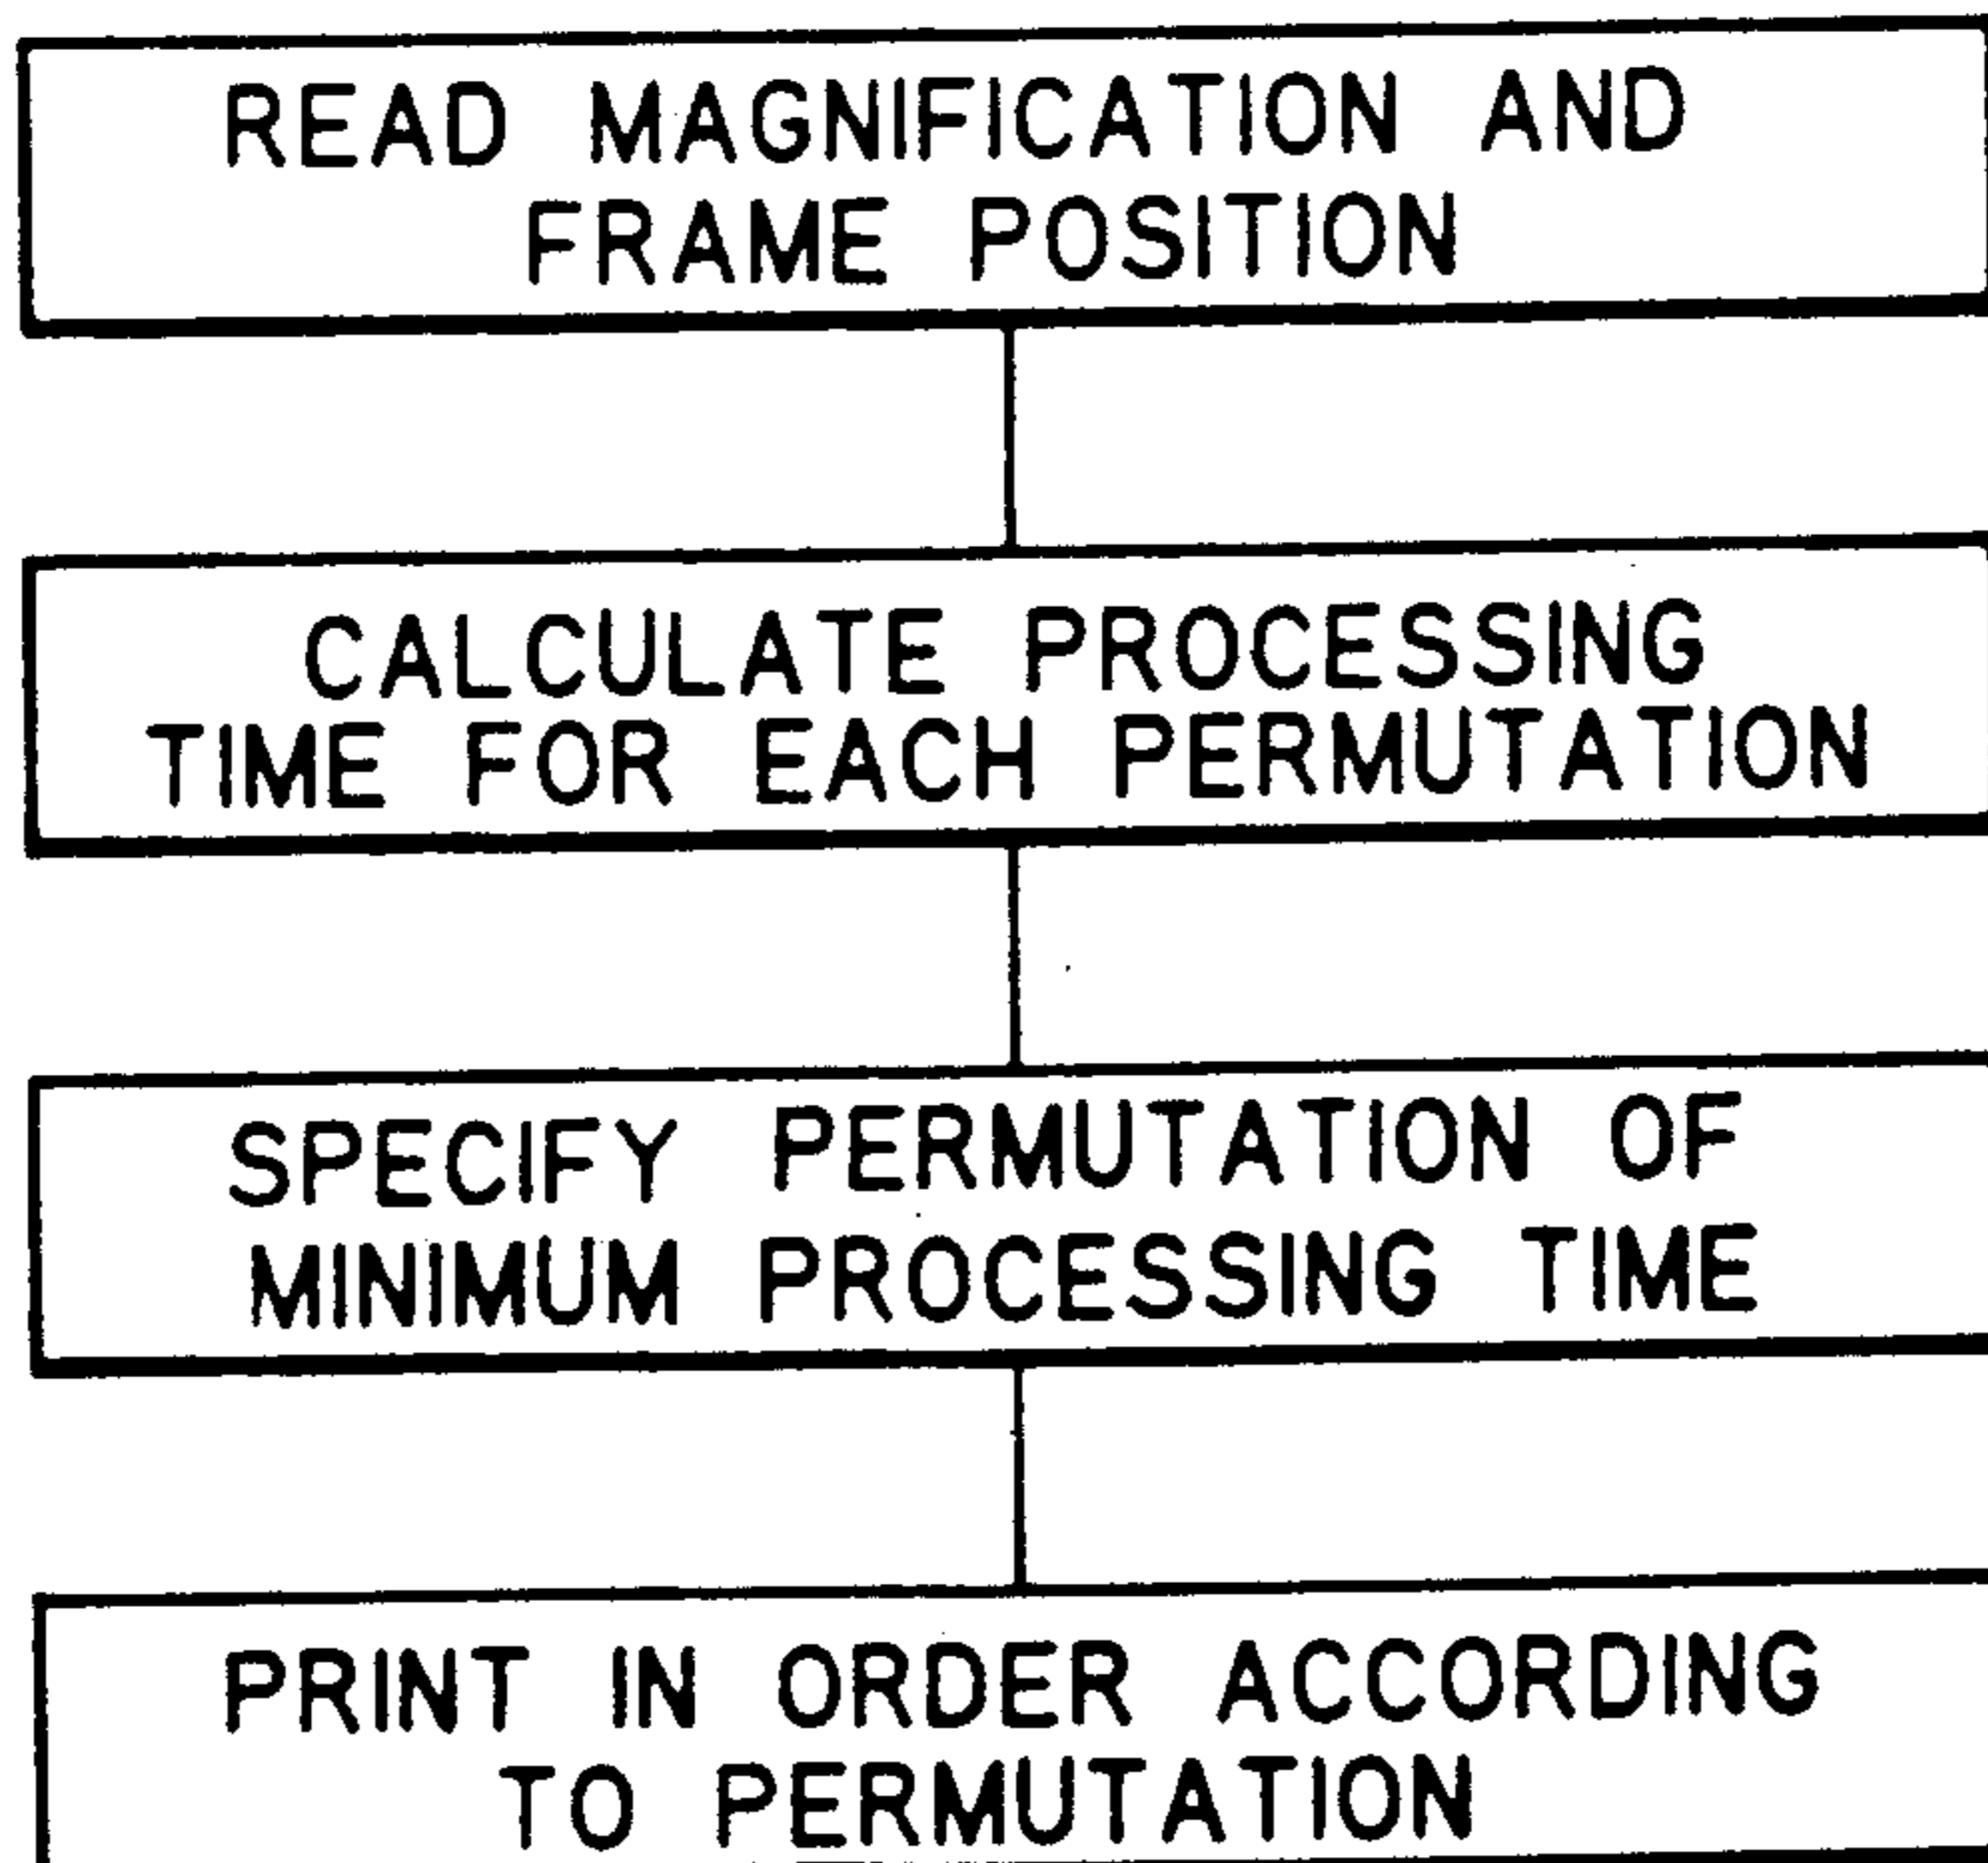 READ MAGNIFICATION AND
FRAME POSITION
CALCULATE PROCESSING
TIME FOR EACH PERMUTATION
SPECIFY PERMUTATION OF
MINIMUM PROCESSING TIME
PRINT IN ORDER ACCORDING
TO PERMUTATION